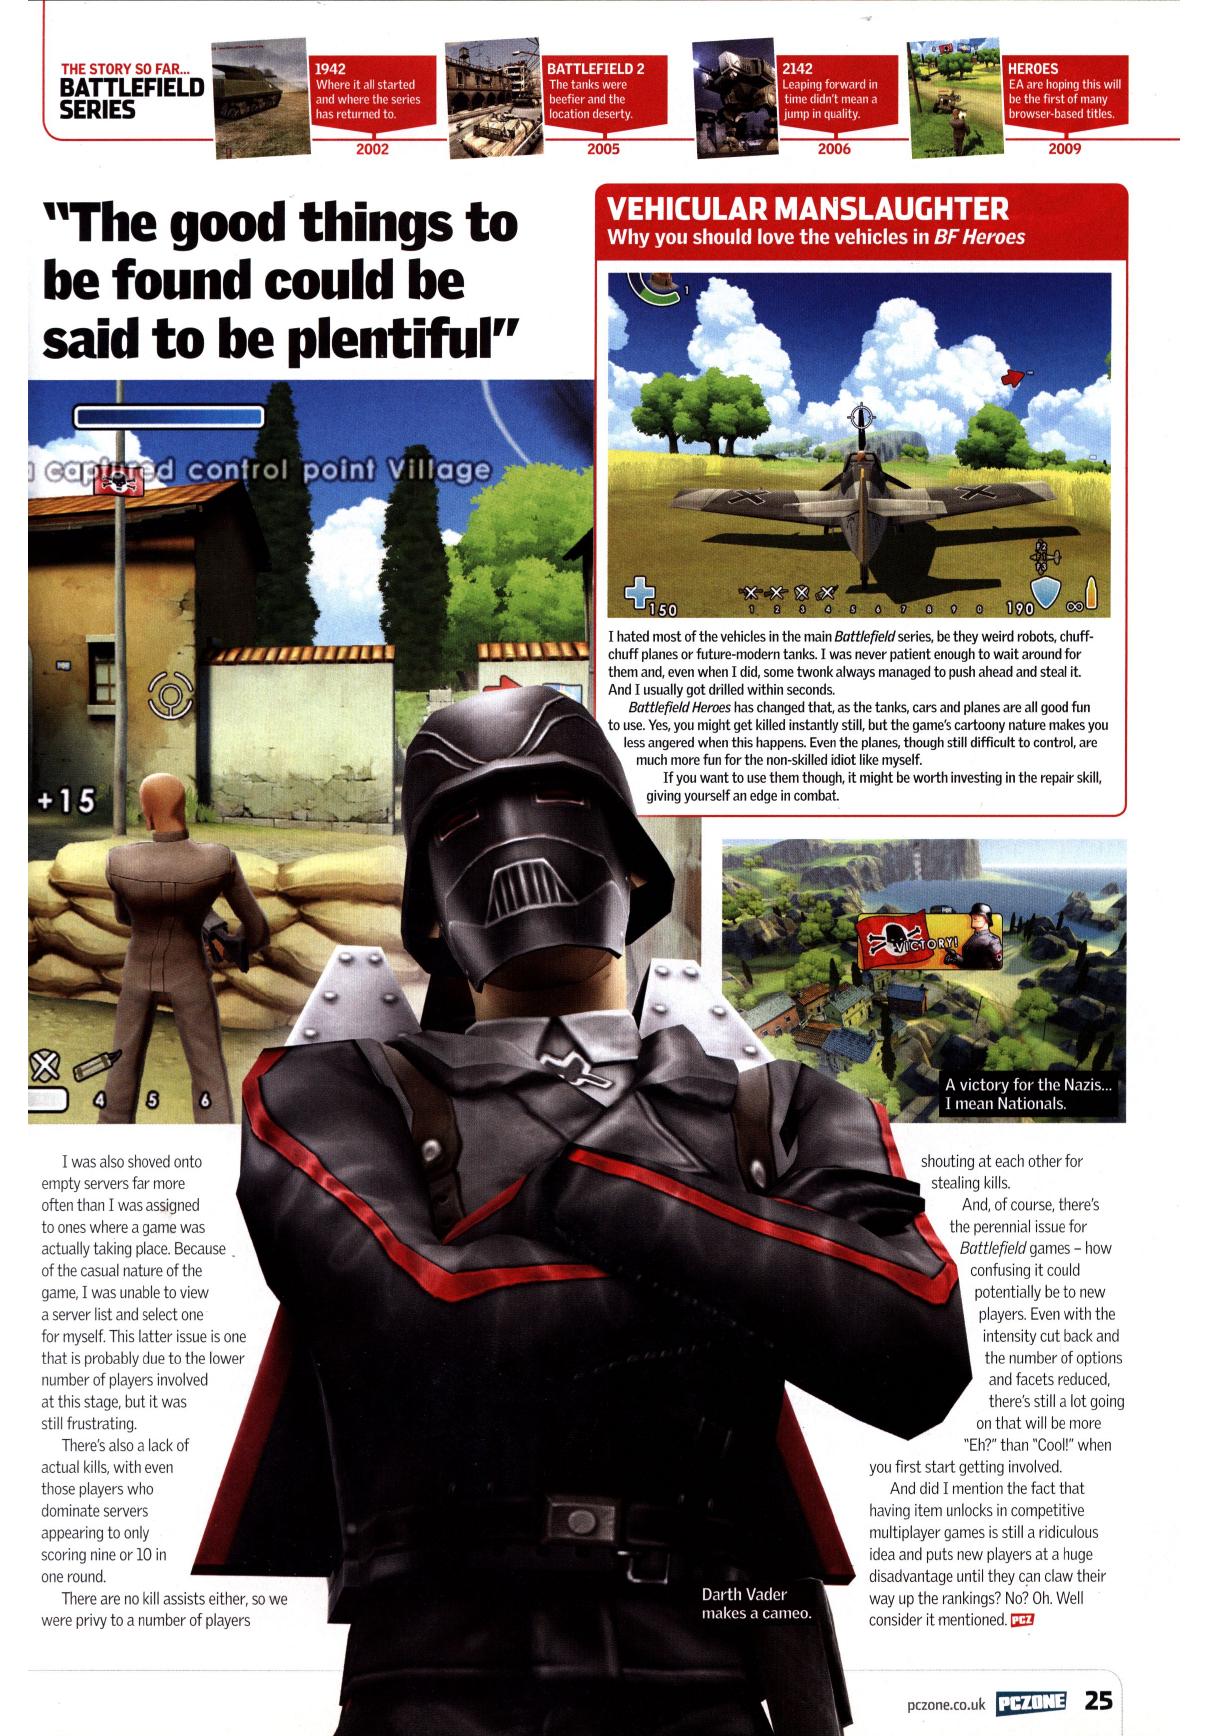 THE STORY SO FAR...
BATTLEFIELD
SERIES
1942
Where it all started
and where the series
has returned to.
2002
BATTLEFIELD 2
The tanks were
beefier and the
location deserty.
2005
2142
Leaping forward in
time didn't mean a
jump in quality.
2006
HEROES
EA are hoping this will
be the first of many
browser-based titles.
2009
"The good things to
be found could be
said to be plentiful"
captured control point Village
+15
4 5 6
VEHICULAR MANSLAUGHTER
Why you should love the vehicles in BF Heroes
1
150
1 2 3 4 5 6 7 8 9 0
190
∞
I hated most of the vehicles in the main Battlefield series, be they weird robots, chuff-
chuff planes or future-modern tanks. I was never patient enough to wait around for
them and, even when I did, some twonk always managed to push ahead and steal it.
And I usually got drilled within seconds.
Battlefield Heroes has changed that, as the tanks, cars and planes are all good fun
to use. Yes, you might get killed instantly still, but the game's cartoony nature makes you
less angered when this happens. Even the planes, though still difficult to control, are
much more fun for the non-skilled idiot like myself.
If you want to use them though, it might be worth investing in the repair skill,
giving yourself an edge in combat.
VICTORY!
A victory for the Nazis...
I mean Nationals.
I was also shoved onto
empty servers far more
often than I was assigned
to ones where a game was
actually taking place. Because
of the casual nature of the
game, I was unable to view
a server list and select one
for myself. This latter issue is one
that is probably due to the lower
number of players involved
at this stage, but it was
still frustrating.
There's also a lack of
actual kills, with even
those players who
dominate servers
appearing to only
scoring nine or 10 in
one round.
There are no kill assists either, so we
were privy to a number of players
Darth Vader
makes a cameo.
shouting at each other for
stealing kills.
And, of course, there's
the perennial issue for
Battlefield games – how
confusing it could
potentially be to new
players. Even with the
intensity cut back and
the number of options
and facets reduced,
there's still a lot going
on that will be more
"Eh?" than "Cool!" when
you first start getting involved.
And did I mention the fact that
having item unlocks in competitive
multiplayer games is still a ridiculous
idea and puts new players at a huge
disadvantage until they can claw their
way up the rankings? No? Oh. Well
consider it mentioned. PCZ
pczone.co.uk PCZONE 25